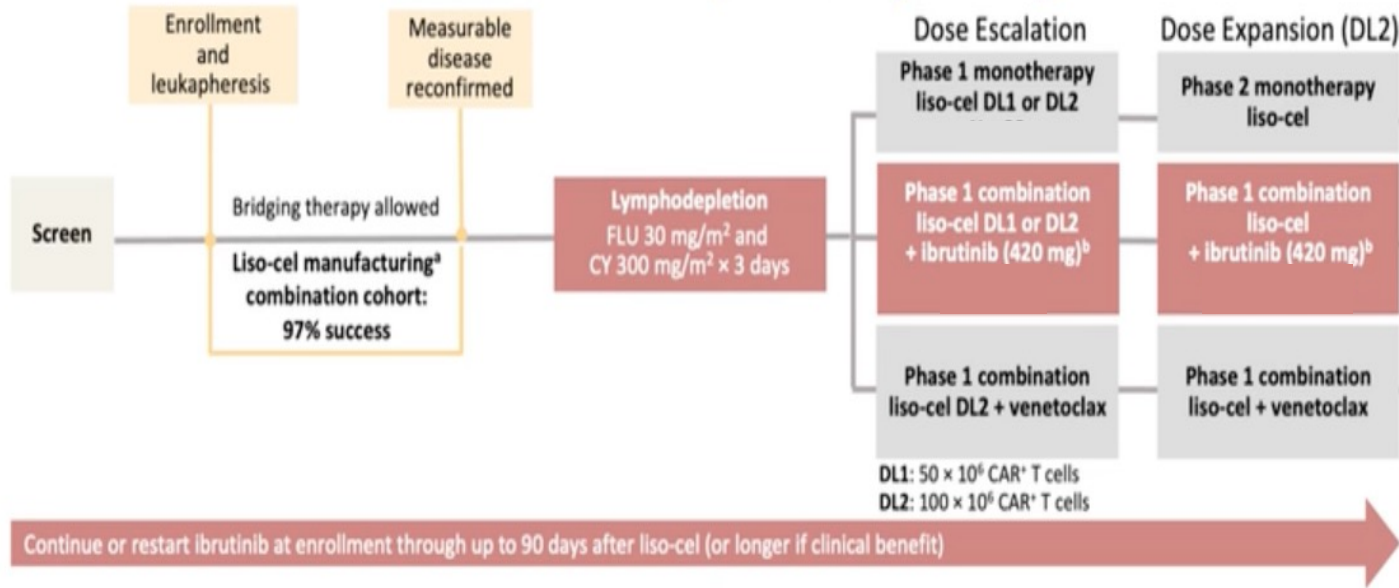 Enrollment
and
leukapheresis
Measurable
disease
reconfirmed
Screen
Bridging therapy allowed
Liso-cel manufacturingᵃ
combination cohort:
97% success
Lymphodepletion
FLU 30 mg/m² and
CY 300 mg/m² × 3 days
Dose Escalation
Phase 1 monotherapy
liso-cel DL1 or DL2
Phase 1 combination
liso-cel DL1 or DL2
+ ibrutinib (420 mg)ᵇ
Phase 1 combination
liso-cel DL2 + venetoclax
DL1: 50 × 10⁶ CAR⁺ T cells
DL2: 100 × 10⁶ CAR⁺ T cells
Dose Expansion (DL2)
Phase 2 monotherapy
liso-cel
Phase 1 combination
liso-cel
+ ibrutinib (420 mg)ᵇ
Phase 1 combination
liso-cel + venetoclax
Continue or restart ibrutinib at enrollment through up to 90 days after liso-cel (or longer if clinical benefit)